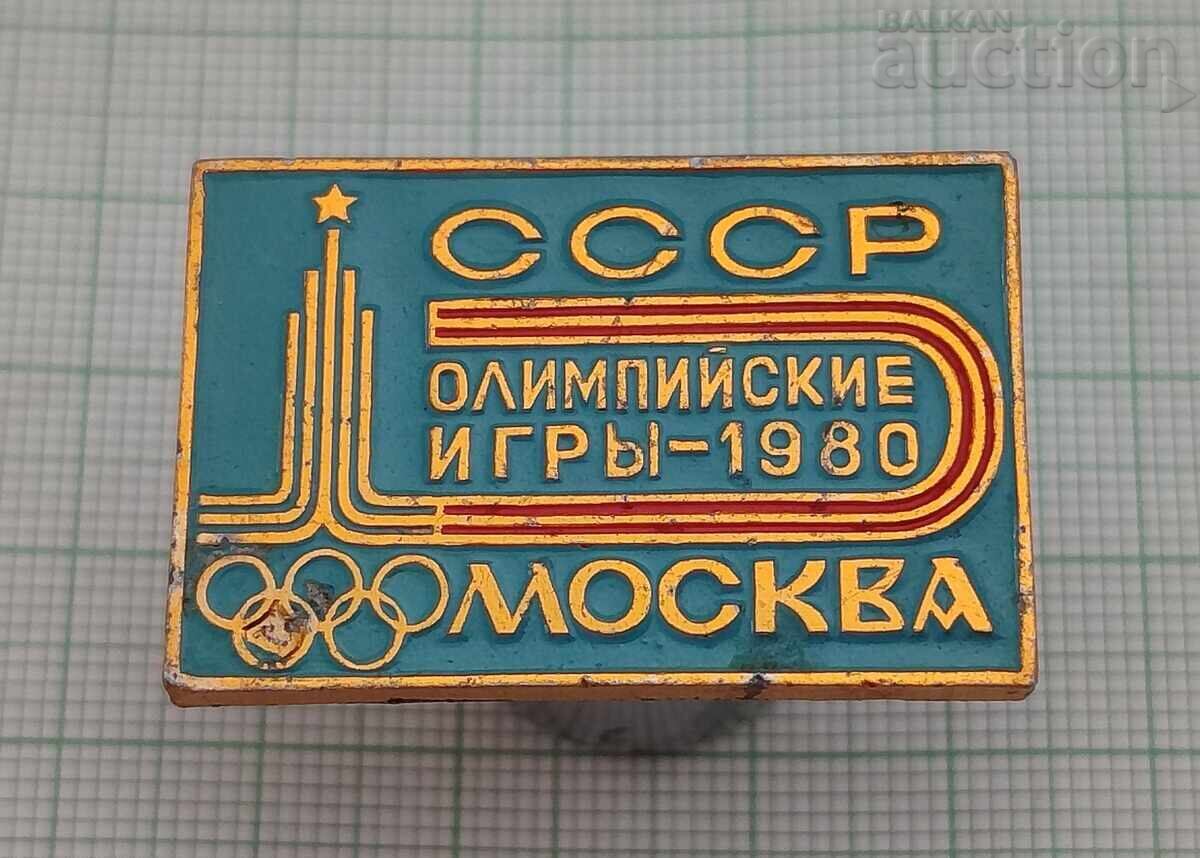 BALKAN
auction
СССР
ОЛИМПИЙСКИЕ
ИГРЫ-1980
МОСКВА